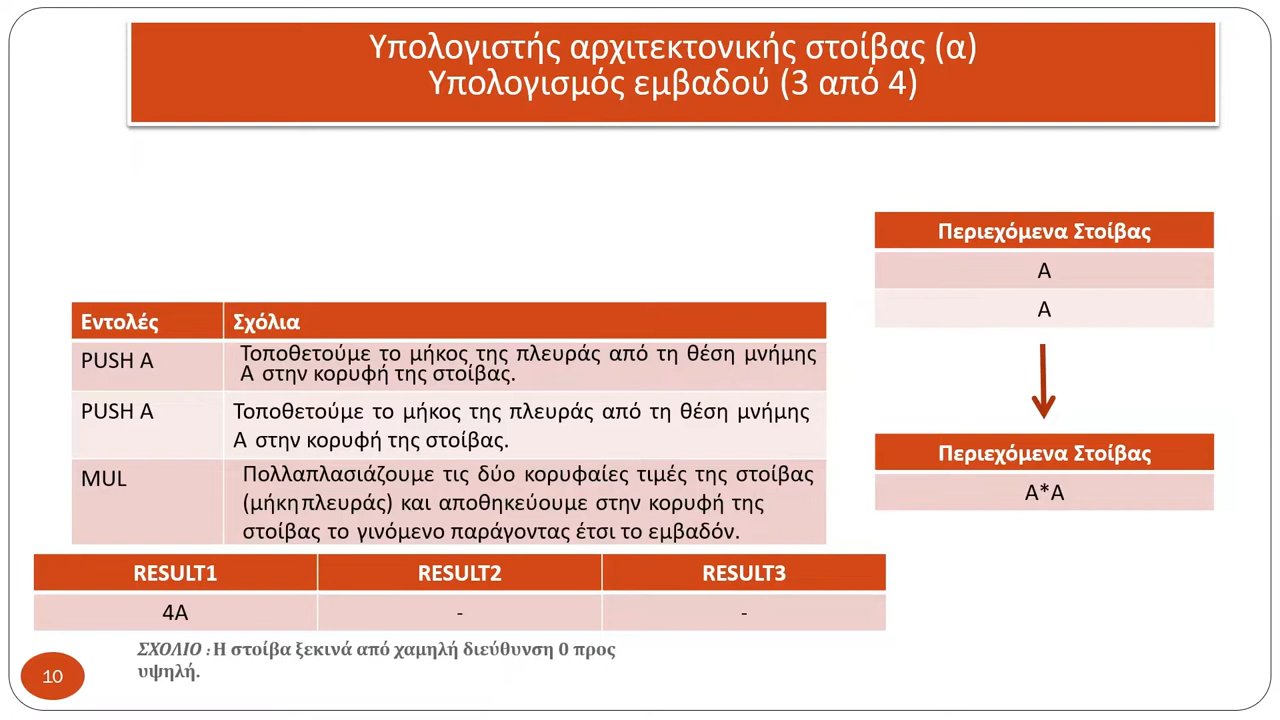 Υπολογιστής αρχιτεκτονικής στοίβας (α)
Υπολογισμός εμβαδού (3 από 4)
Περιεχόμενα Στοίβας
A
A
Περιεχόμενα Στοίβας
A*A
Εντολές Σχόλια
PUSH A Τοποθετούμε το μήκος της πλευράς από τη θέση μνήμης
Α στην κορυφή της στοίβας.
PUSH A Τοποθετούμε το μήκος της πλευράς από τη θέση μνήμης
Α στην κορυφή της στοίβας.
MUL Πολλαπλασιάζουμε τις δύο κορυφαίες τιμές της στοίβας
(μήκη πλευράς) και αποθηκεύουμε στην κορυφή της
στοίβας το γινόμενο παράγοντας έτσι το εμβαδόν.
RESULT1 RESULT2 RESULT3
4A - -
ΣΧΟΛΙΟ : Η στοίβα ξεκινά από χαμηλή διεύθυνση 0 προς
υψηλή.
10